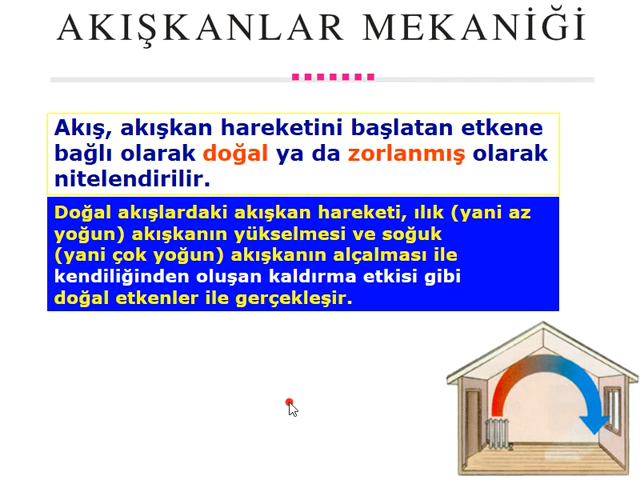 AKIŞKANLAR MEKANİĞİ
Akış, akışkan hareketini başlatan etkene
bağlı olarak doğal ya da zorlanmış olarak
nitelendirilir.
Doğal akışlardaki akışkan hareketi, ılık (yani az
yoğun) akışkanın yükselmesi ve soğuk
(yani çok yoğun) akışkanın alçalması ile
kendiliğinden oluşan kaldırma etkisi gibi
doğal etkenler ile gerçekleşir.